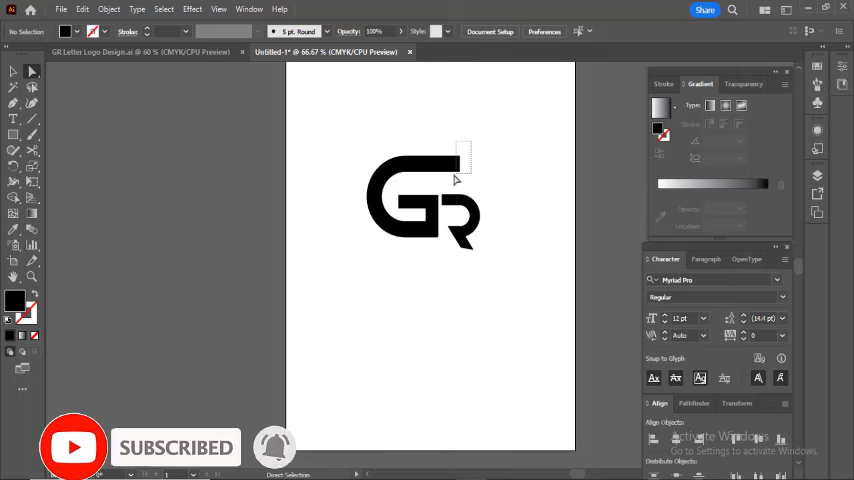 Ai File Edit Object Type Select Effect View Window Help Share
No Selection Stroke: 5 pt. Round Opacity: 100% Style: Document Setup Preferences
GR Letter Logo Design.ai @ 60 % (CMYK/CPU Preview) × Untitled-1* @ 66.67 % (CMYK/CPU Preview) ×
Stroke Gradient Transparency
Type:
Strokes:
GR
Opacity:
Location:
Character Paragraph OpenType
Myriad Pro
Regular
12 pt (14.4 pt)
Auto 0
Snap to Glyph
Align Pathfinder Transform
Align Objects:
Activate Windows
Go to Settings to activate Windows.
Distribute Objects:
SUBSCRIBED
1 Direct Selection